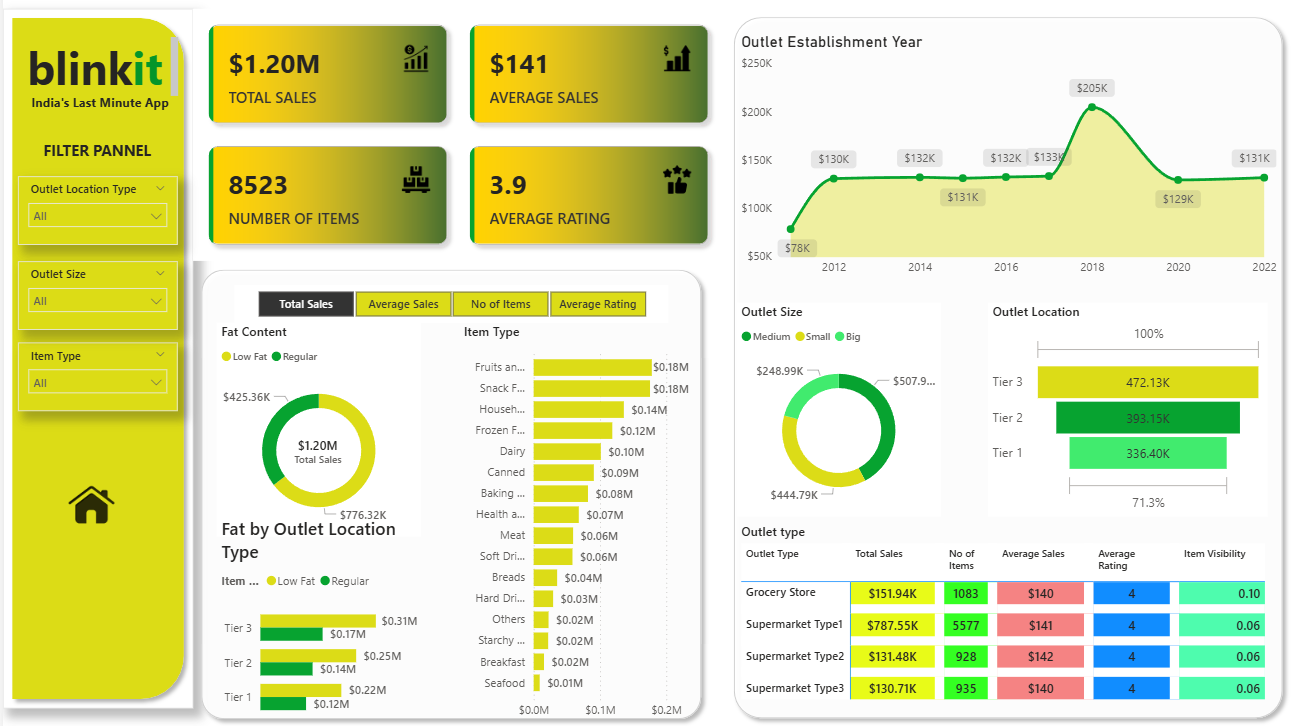 blinkit
India's Last Minute App
FILTER PANNEL
Outlet Location Type
All
Outlet Size
All
Item Type
All
$1.20M
TOTAL SALES
$141
AVERAGE SALES
8523
NUMBER OF ITEMS
3.9
AVERAGE RATING
Total Sales
Average Sales
No of Items
Average Rating
Fat Content
Low Fat Regular
$425.36K
$1.20M
Total Sales
$776.32K
Fat by Outlet Location
Type
Item ... Low Fat Regular
Tier 3 $0.31M
$0.17M
Tier 2 $0.25M
$0.14M
Tier 1 $0.22M
$0.12M
Item Type
Fruits an... $0.18M
Snack F... $0.18M
Househ... $0.14M
Frozen F... $0.12M
Dairy $0.10M
Canned $0.09M
Baking ... $0.08M
Health a... $0.07M
Meat $0.06M
Soft Dri... $0.06M
Breads $0.04M
Hard Dri... $0.03M
Others $0.02M
Starchy ... $0.02M
Breakfast $0.02M
Seafood $0.01M
$0.0M $0.1M $0.2M
Outlet Establishment Year
$250K
$200K
$150K
$100K
$50K
$78K
$130K
$132K
$131K
$132K
$133K
$205K
$129K
$131K
2012 2014 2016 2018 2020 2022
Outlet Size
Medium Small Big
$248.99K
$507.9...
$444.79K
Outlet Location
100%
Tier 3 472.13K
Tier 2 393.15K
Tier 1 336.40K
71.3%
Outlet type
Outlet Type Total Sales No of Items Average Sales Average Rating Item Visibility
Grocery Store $151.94K 1083 $140 4 0.10
Supermarket Type1 $787.55K 5577 $141 4 0.06
Supermarket Type2 $131.48K 928 $142 4 0.06
Supermarket Type3 $130.71K 935 $140 4 0.06